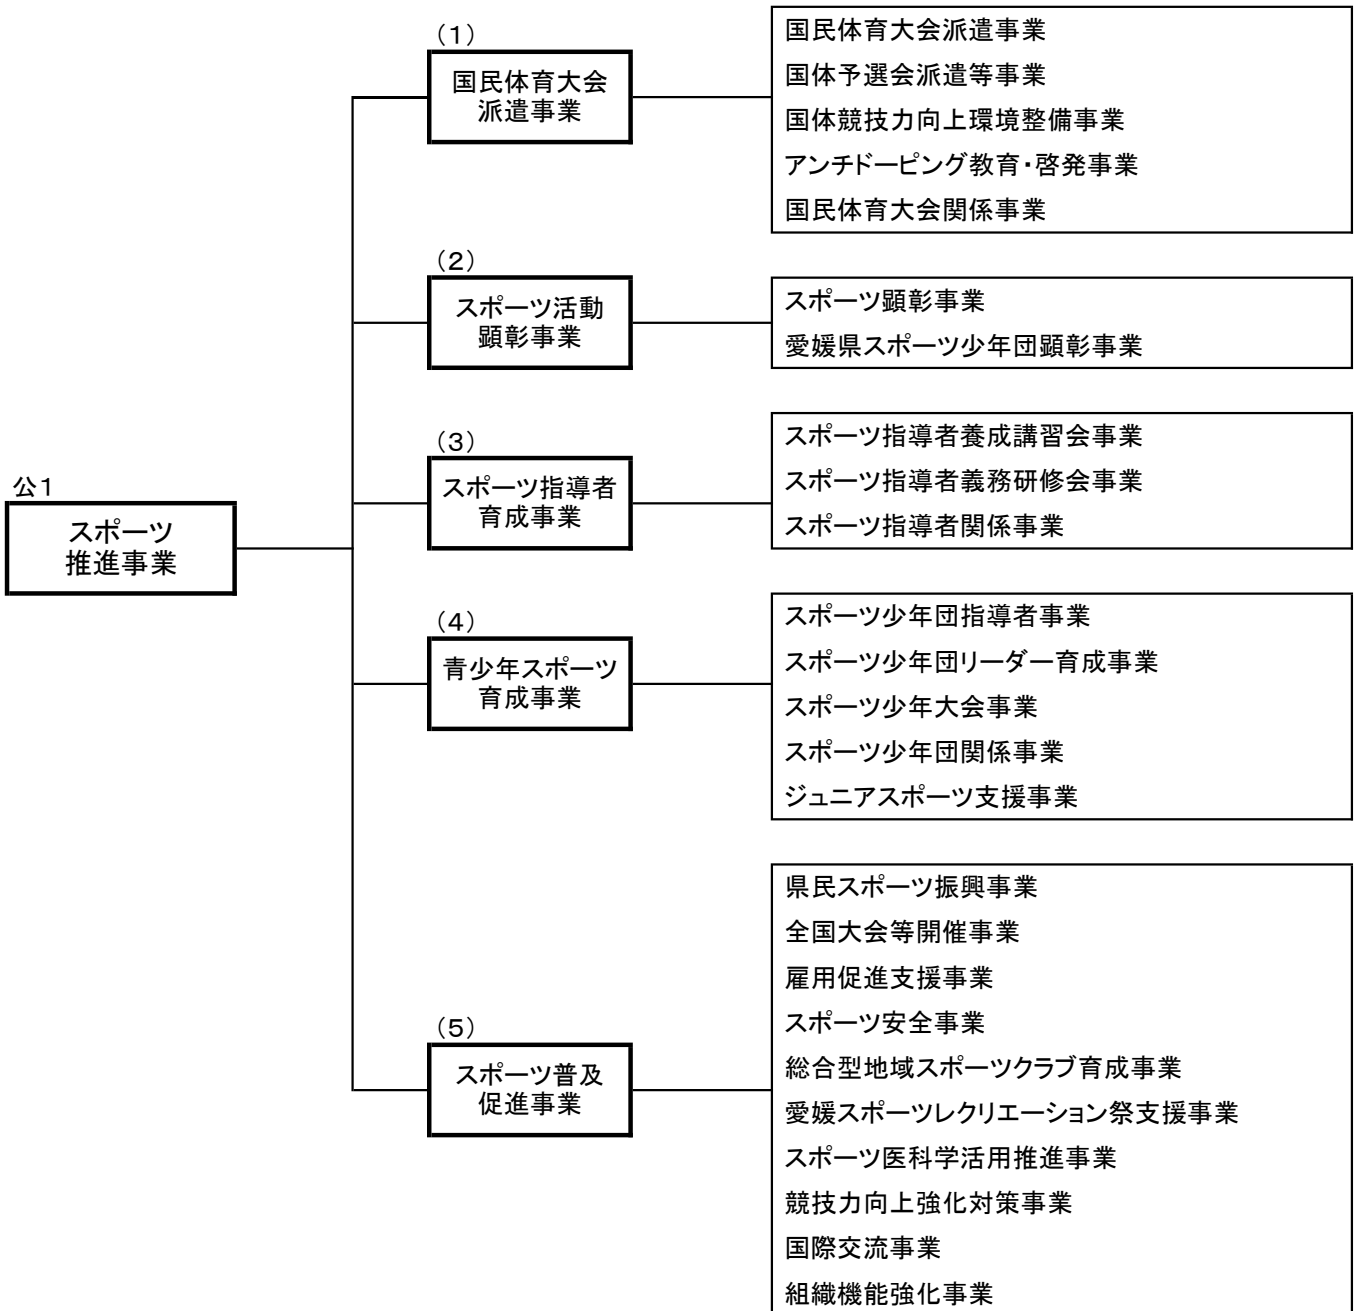 公1
スポーツ
推進事業
(1)
国民体育大会
派遣事業
国民体育大会派遣事業
国体予選会派遣等事業
国体競技力向上環境整備事業
アンチドーピング教育・啓発事業
国民体育大会関係事業
(2)
スポーツ活動
顕彰事業
スポーツ顕彰事業
愛媛県スポーツ少年団顕彰事業
(3)
スポーツ指導者
育成事業
スポーツ指導者養成講習会事業
スポーツ指導者義務研修会事業
スポーツ指導者関係事業
(4)
青少年スポーツ
育成事業
スポーツ少年団指導者事業
スポーツ少年団リーダー育成事業
スポーツ少年大会事業
スポーツ少年団関係事業
ジュニアスポーツ支援事業
(5)
スポーツ普及
促進事業
県民スポーツ振興事業
全国大会等開催事業
雇用促進支援事業
スポーツ安全事業
総合型地域スポーツクラブ育成事業
愛媛スポーツレクリエーション祭支援事業
スポーツ医科学活用推進事業
競技力向上強化対策事業
国際交流事業
組織機能強化事業